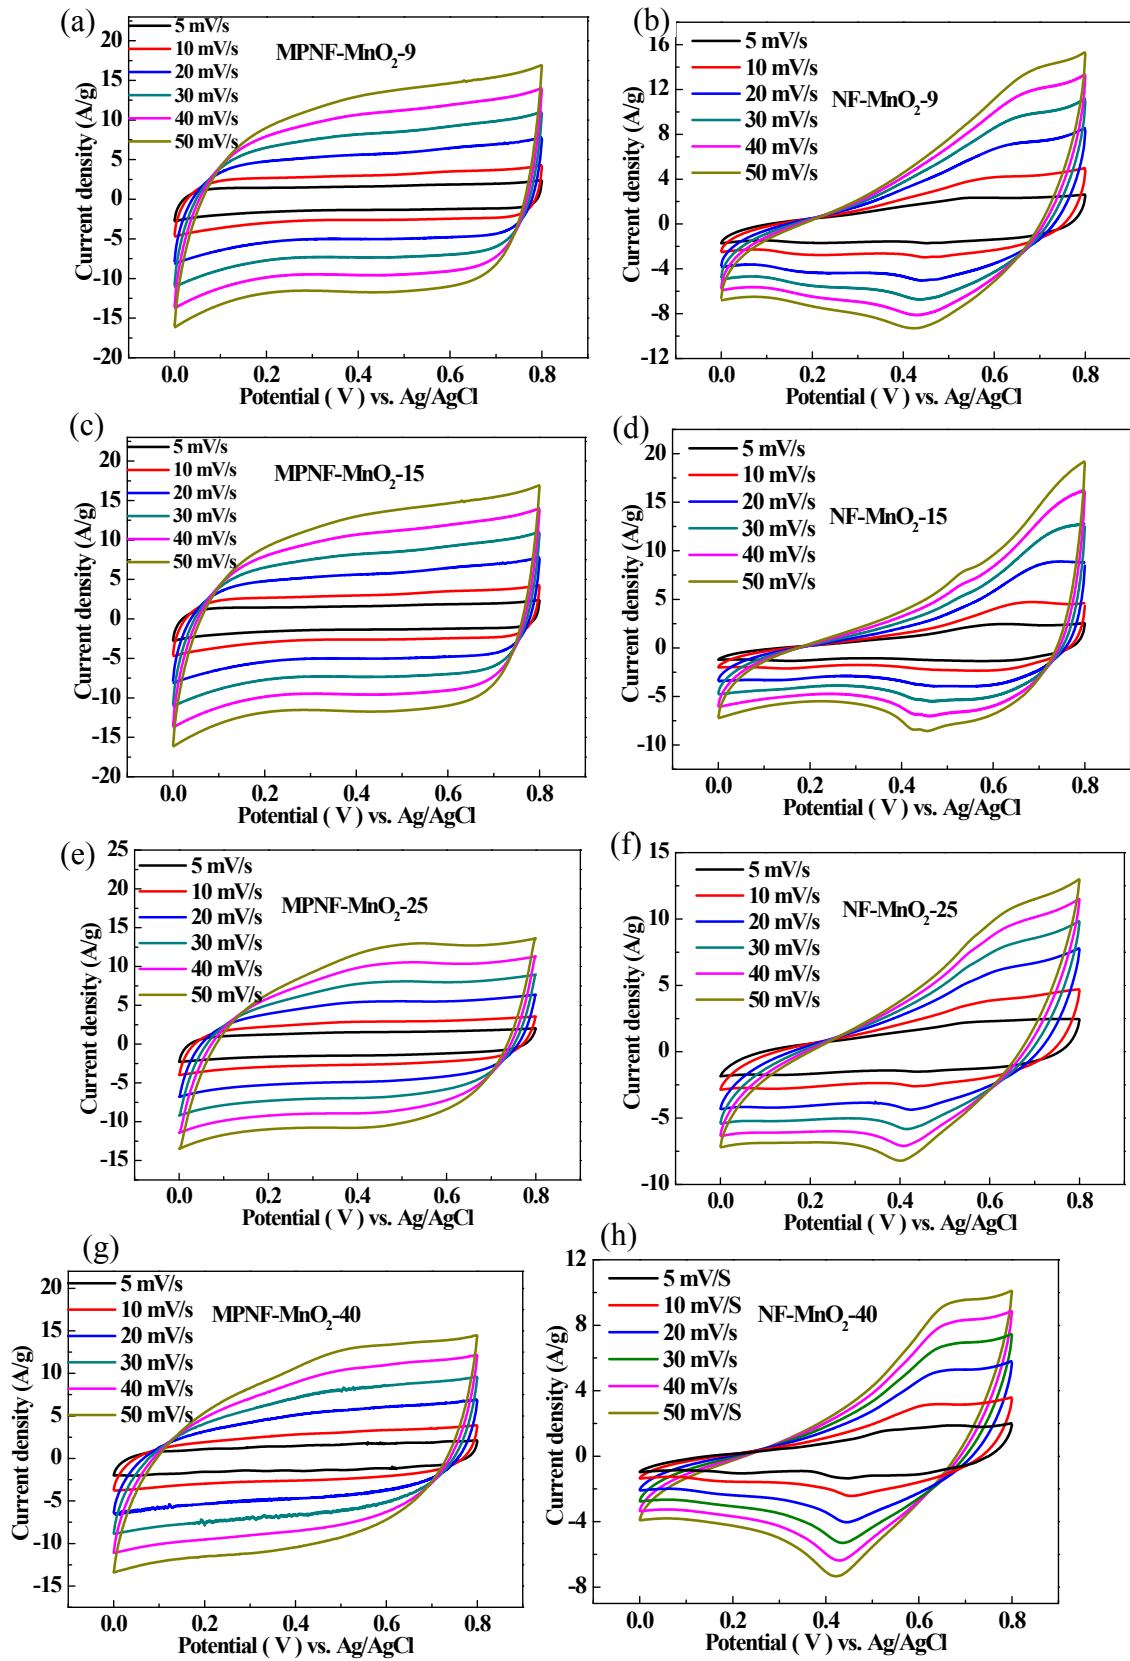 (a)
5 mV/s
10 mV/s
20 mV/s
30 mV/s
40 mV/s
50 mV/s
MPNF-MnO₂-9
20
15
10
5
0
-5
-10
-15
-20
Current density (A/g)
0.0 0.2 0.4 0.6 0.8
Potential ( V ) vs. Ag/AgCl
(b)
5 mV/s
10 mV/s
20 mV/s
30 mV/s
40 mV/s
50 mV/s
NF-MnO₂-9
16
12
8
4
0
-4
-8
-12
Current density (A/g)
0.0 0.2 0.4 0.6 0.8
Potential ( V ) vs. Ag/AgCl
(c)
5 mV/s
10 mV/s
20 mV/s
30 mV/s
40 mV/s
50 mV/s
MPNF-MnO₂-15
20
15
10
5
0
-5
-10
-15
-20
Current density (A/g)
0.0 0.2 0.4 0.6 0.8
Potential ( V ) vs. Ag/AgCl
(d)
5 mV/s
10 mV/s
20 mV/s
30 mV/s
40 mV/s
50 mV/s
NF-MnO₂-15
20
15
10
5
0
-5
-10
Current density (A/g)
0.0 0.2 0.4 0.6 0.8
Potential ( V ) vs. Ag/AgCl
(e)
5 mV/s
10 mV/s
20 mV/s
30 mV/s
40 mV/s
50 mV/s
MPNF-MnO₂-25
25
20
15
10
5
0
-5
-10
-15
Current density (A/g)
0.0 0.2 0.4 0.6 0.8
Potential ( V ) vs. Ag/AgCl
(f)
5 mV/s
10 mV/s
20 mV/s
30 mV/s
40 mV/s
50 mV/s
NF-MnO₂-25
15
10
5
0
-5
-10
Current density (A/g)
0.0 0.2 0.4 0.6 0.8
Potential ( V ) vs. Ag/AgCl
(g)
5 mV/s
10 mV/s
20 mV/s
30 mV/s
40 mV/s
50 mV/s
MPNF-MnO₂-40
20
15
10
5
0
-5
-10
-15
Current density (A/g)
0.0 0.2 0.4 0.6 0.8
Potential ( V ) vs. Ag/AgCl
(h)
5 mV/S
10 mV/S
20 mV/s
30 mV/s
40 mV/s
50 mV/S
NF-MnO₂-40
12
8
4
0
-4
-8
Current density (A/g)
0.0 0.2 0.4 0.6 0.8
Potential ( V ) vs. Ag/AgCl